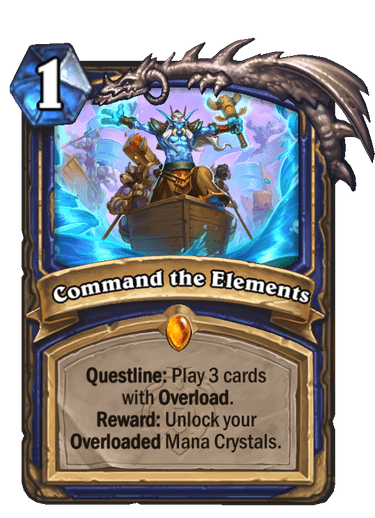 1
Command the Elements
Questline: Play 3 cards
with Overload.
Reward: Unlock your
Overloaded Mana Crystals.